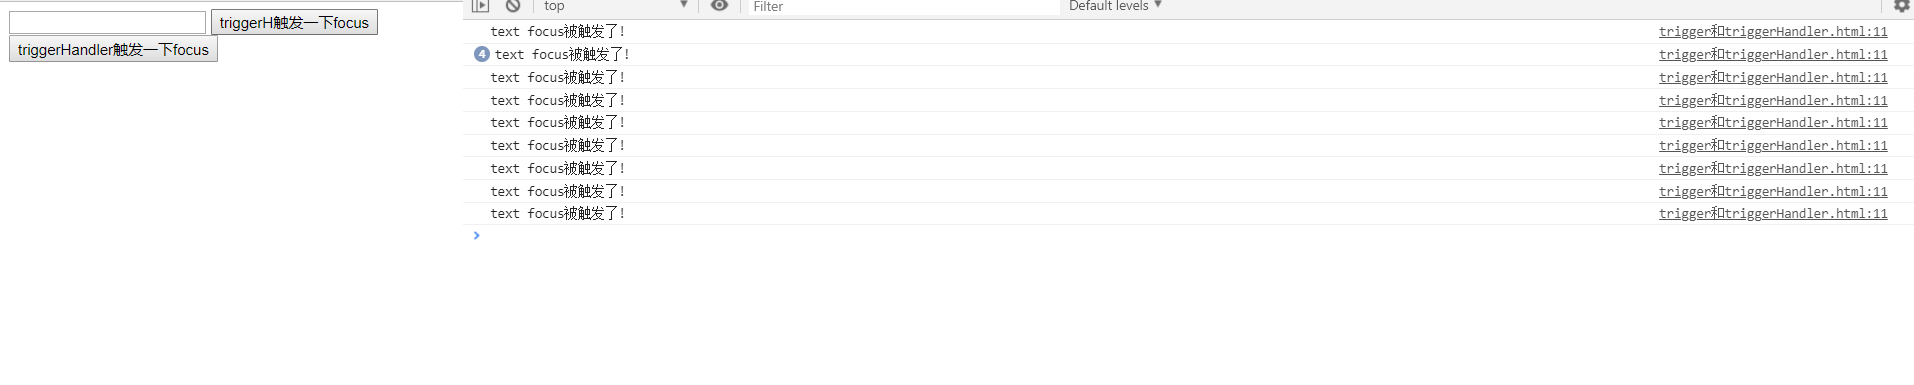 triggerH触发一下focus
triggerHandler触发一下focus
top Filter Default levels
text focus被触发了! trigger和triggerHandler.html:11
4 text focus被触发了! trigger和triggerHandler.html:11
text focus被触发了! trigger和triggerHandler.html:11
text focus被触发了! trigger和triggerHandler.html:11
text focus被触发了! trigger和triggerHandler.html:11
text focus被触发了! trigger和triggerHandler.html:11
text focus被触发了! trigger和triggerHandler.html:11
text focus被触发了! trigger和triggerHandler.html:11
text focus被触发了! trigger和triggerHandler.html:11